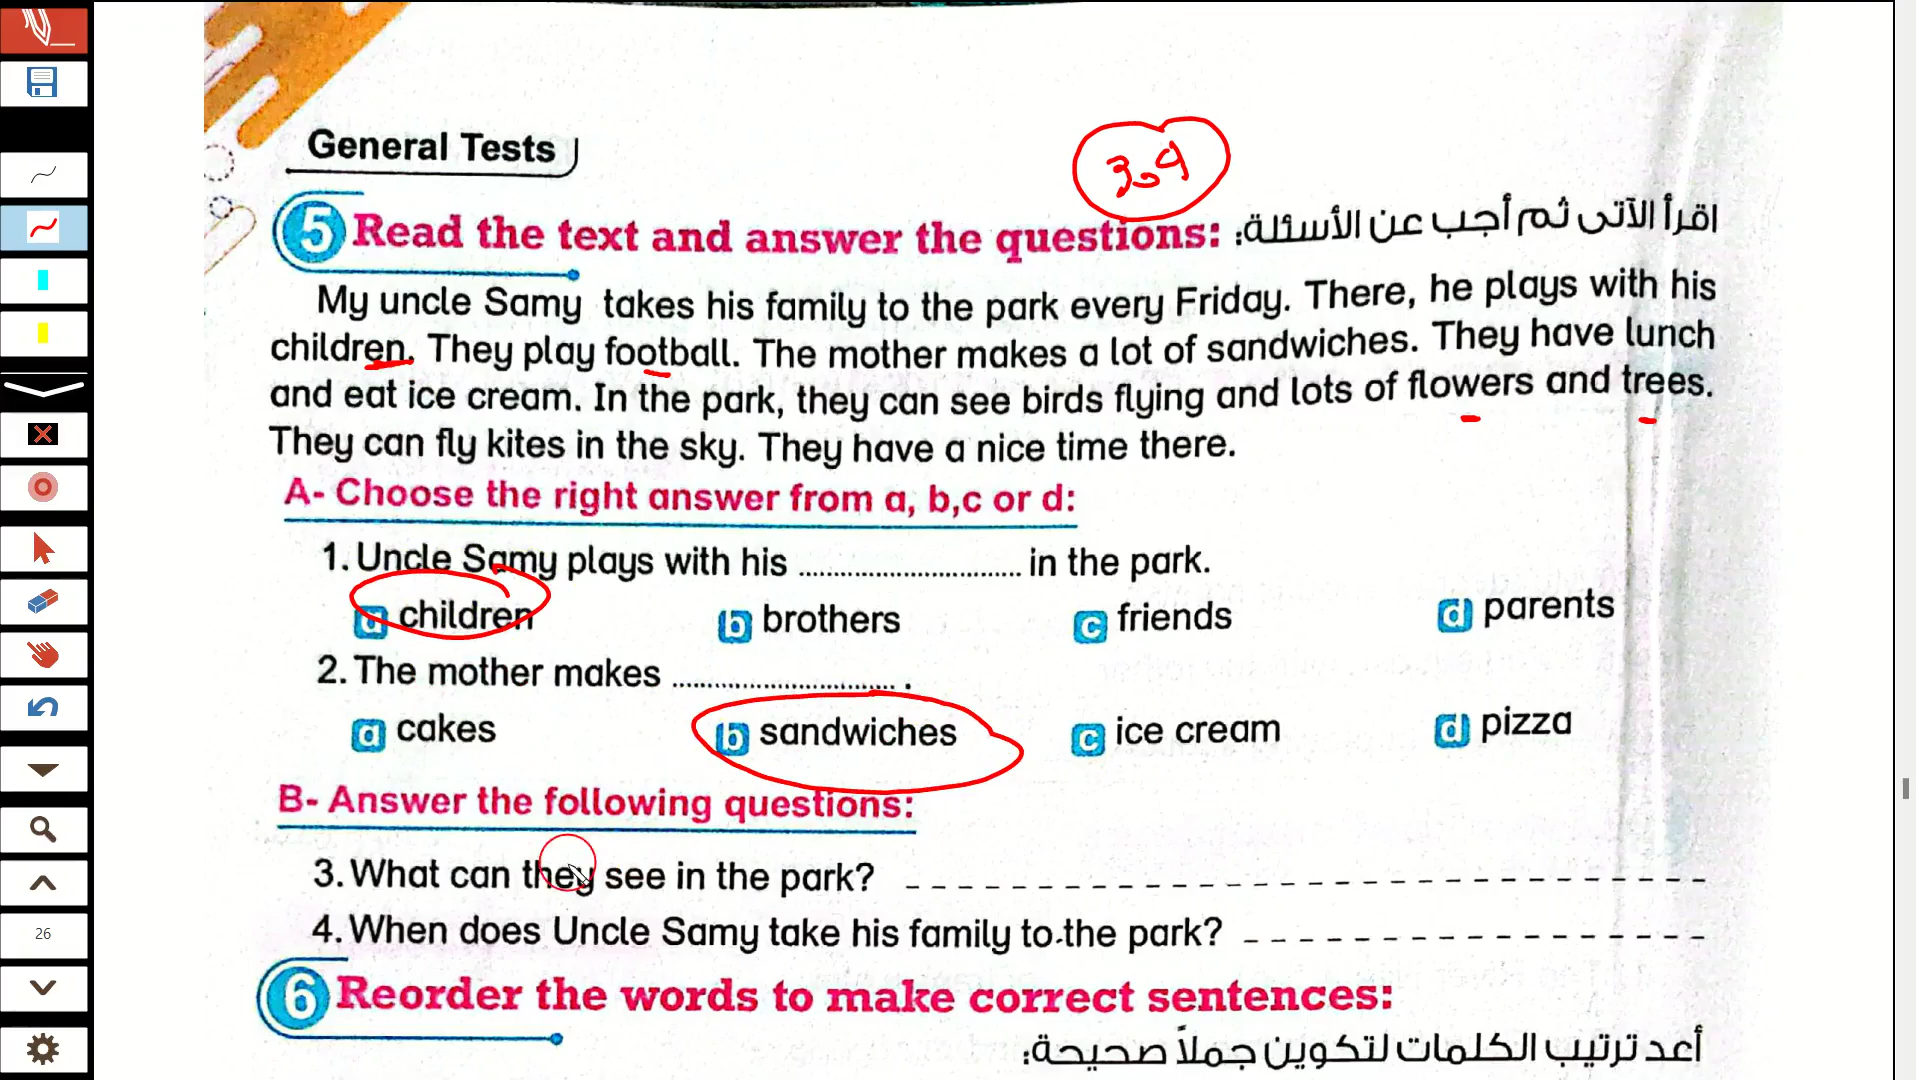 General Tests
304
5 Read the text and answer the questions: اقرأ الآتى ثم أجب عن الأسئلة:
My uncle Samy takes his family to the park every Friday. There, he plays with his
children. They play football. The mother makes a lot of sandwiches. They have lunch
and eat ice cream. In the park, they can see birds flying and lots of flowers and trees.
They can fly kites in the sky. They have a nice time there.
A- Choose the right answer from a, b,c or d:
1. Uncle Samy plays with his ............................ in the park.
a children b brothers c friends d parents
2. The mother makes ............................ .
a cakes b sandwiches c ice cream d pizza
B- Answer the following questions:
3. What can they see in the park? _ _ _ _ _ _ _ _ _ _ _ _ _ _ _ _ _ _ _ _ _ _ _ _ _ _ _ _ _ _
4. When does Uncle Samy take his family to the park? _ _ _ _ _ _ _ _ _ _ _ _ _ _ _ _ _
6 Reorder the words to make correct sentences:
أعد ترتيب الكلمات لتكوين جملاً صحيحة:
26